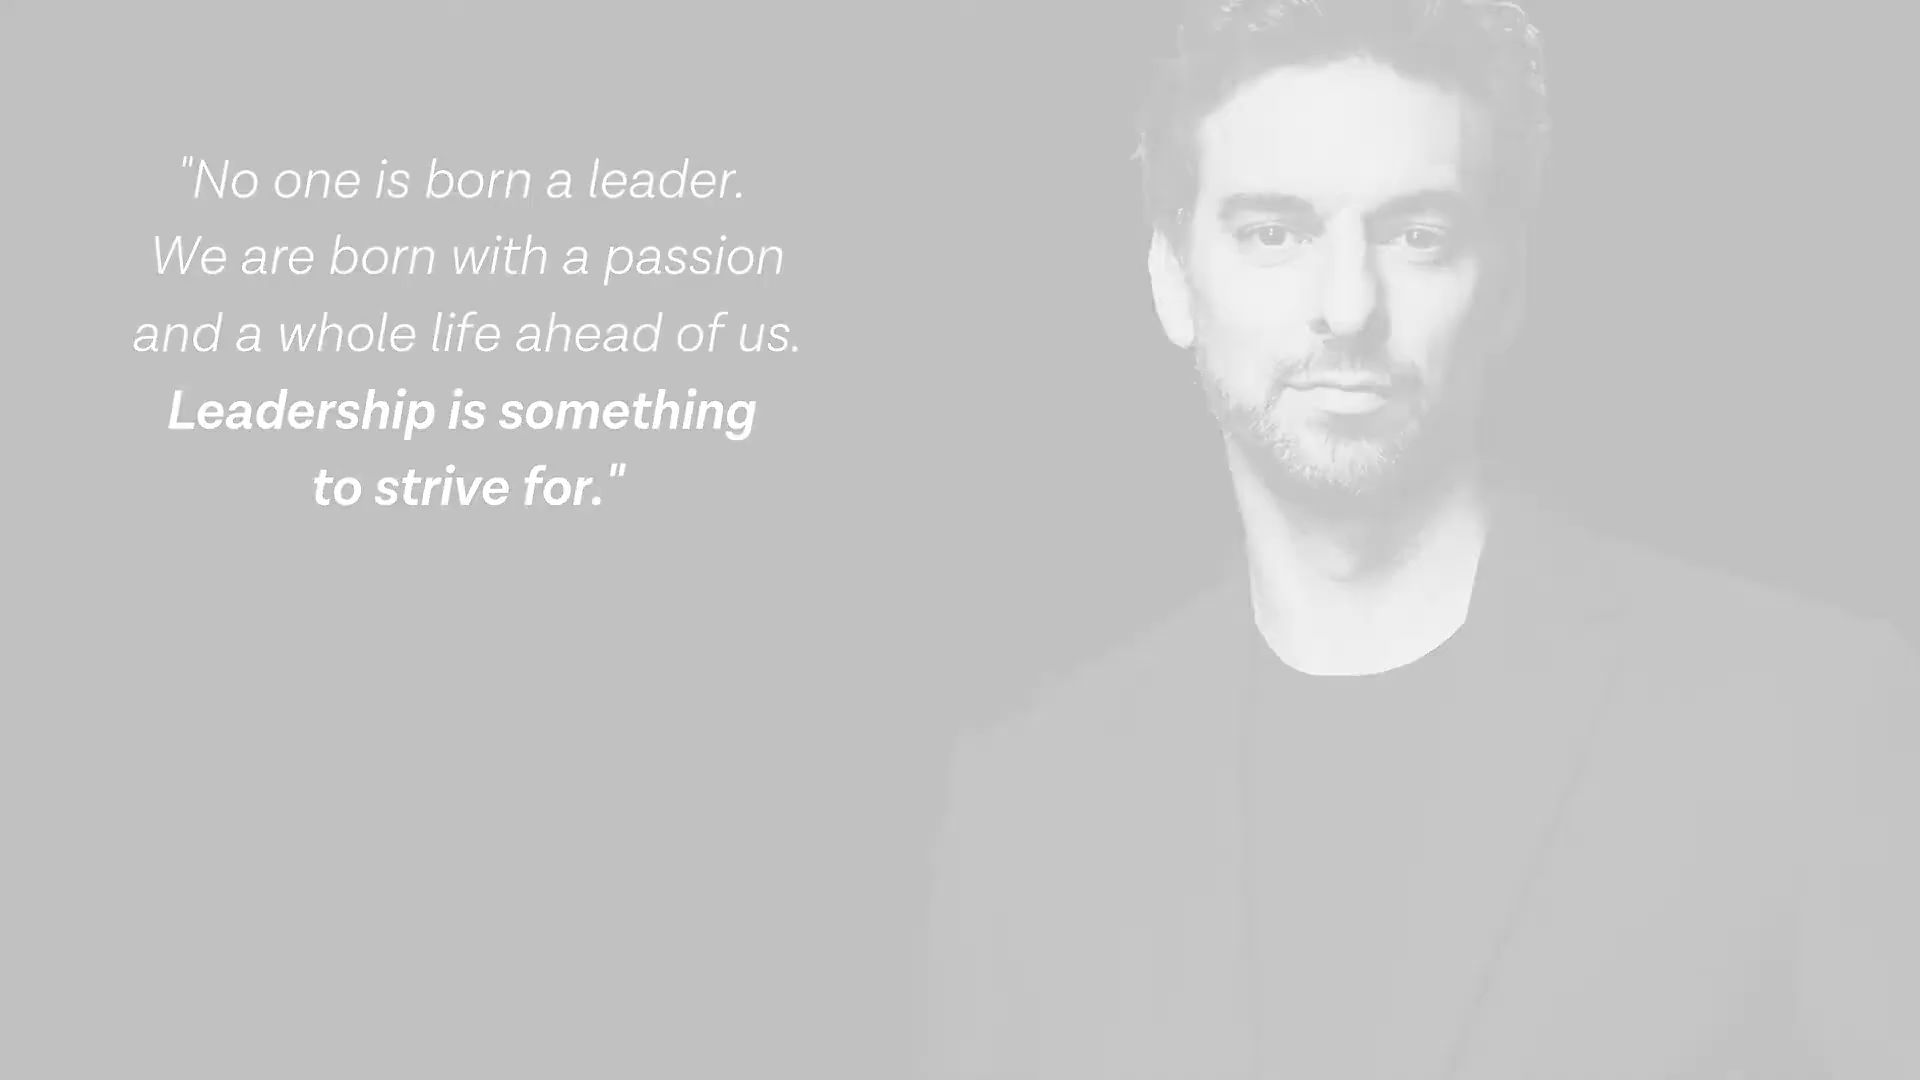 "No one is born a leader.
We are born with a passion
and a whole life ahead of us.
Leadership is something
to strive for."